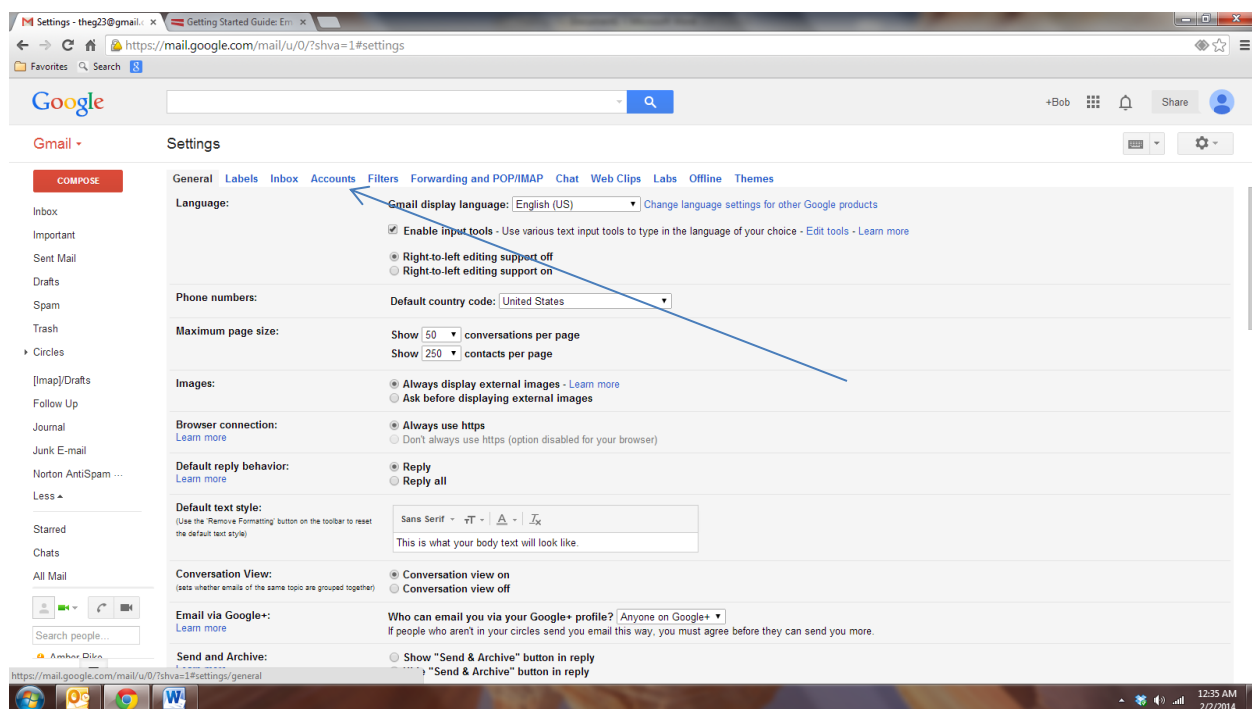 Settings - theg23@gmail.c
Getting Started Guide: Em
https://mail.google.com/mail/u/0/?shva=1#settings
Favorites Search 8
Google
+Bob Share
Gmail Settings
COMPOSE
General Labels Inbox Accounts Filters Forwarding and POP/IMAP Chat Web Clips Labs Offline Themes
Inbox
Important
Sent Mail
Drafts
Spam
Trash
Circles
[Imap]/Drafts
Follow Up
Journal
Junk E-mail
Norton AntiSpam ...
Less
Starred
Chats
All Mail
Search people...
Amber Pike
Language:
Gmail display language: English (US) Change language settings for other Google products
Enable input tools - Use various text input tools to type in the language of your choice - Edit tools - Learn more
Right-to-left editing support off
Right-to-left editing support on
Phone numbers:
Default country code: United States
Maximum page size:
Show 50 conversations per page
Show 250 contacts per page
Images:
Always display external images - Learn more
Ask before displaying external images
Browser connection:
Learn more
Always use https
Don't always use https (option disabled for your browser)
Default reply behavior:
Learn more
Reply
Reply all
Default text style:
(Use the 'Remove Formatting' button on the toolbar to reset
the default text style)
Sans Serif
This is what your body text will look like.
Conversation View:
(sets whether emails of the same topic are grouped together)
Conversation view on
Conversation view off
Email via Google+:
Learn more
Who can email you via your Google+ profile? Anyone on Google+
If people who aren't in your circles send you email this way, you must agree before they can send you more.
Send and Archive:
Show "Send & Archive" button in reply
"Send & Archive" button in reply
https://mail.google.com/mail/u/0/?shva=1#settings/general
12:35 AM
2/2/2014